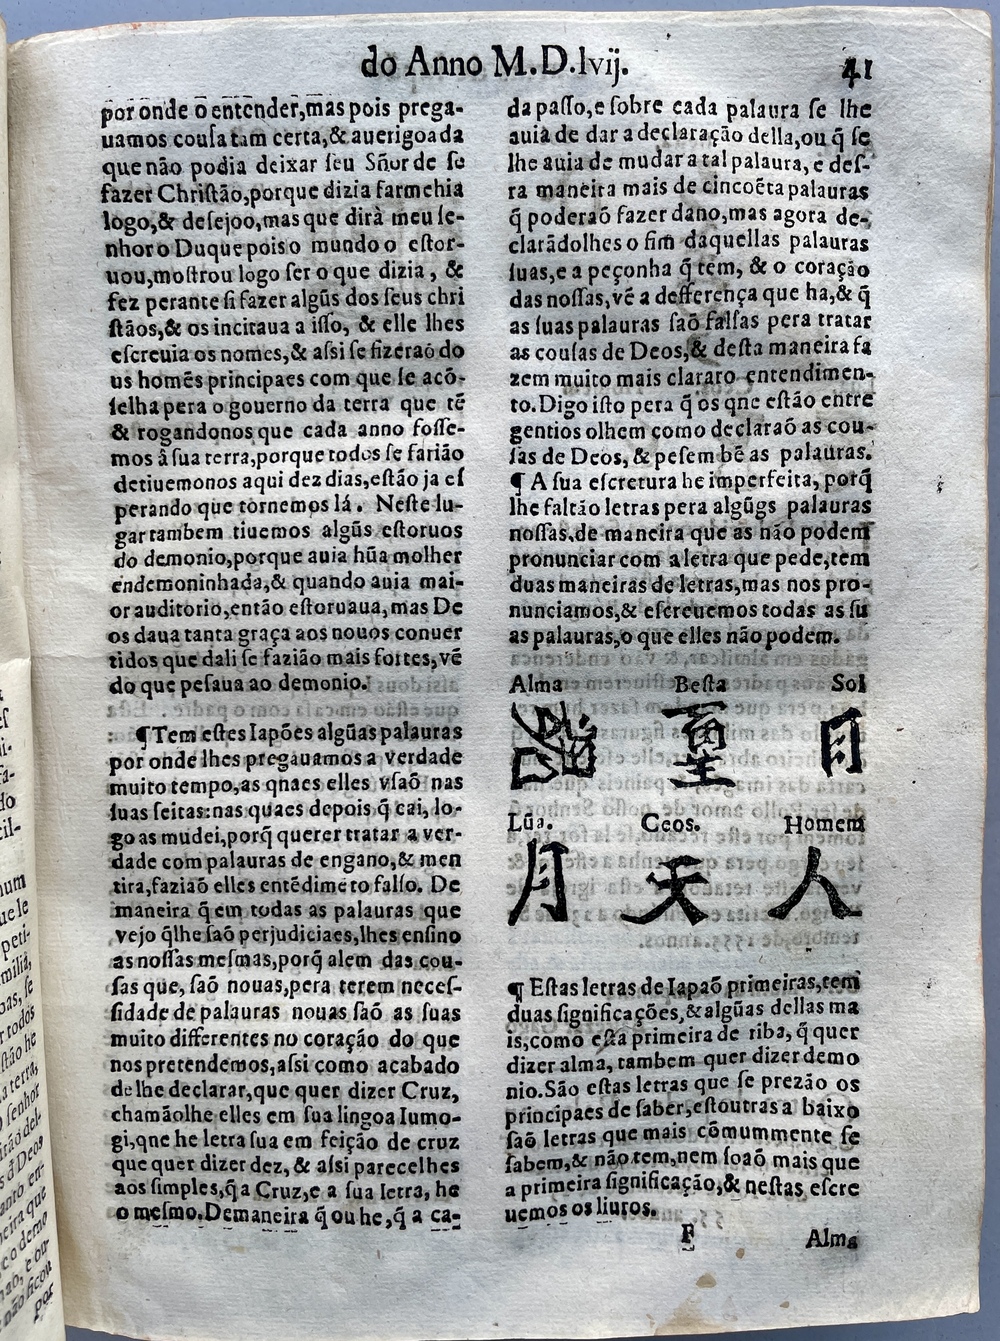 do Anno M.D.lvij.
41
por onde o entender,mas pois prega-
uamos cousa tam certa,& aueriogoada
que não podia deixar seu Sñor de se
fazer Christão,porque dizia farmehia
logo,& desejoo,mas que dirà meu se-
nhor o Duque pois o mundo o estor-
uou,mostrou logo ser o que dizia , &
fez perante si fazer algũs dos seus chri
stãos,& os incitaua a isso, & elle lhes
escreuia os nomes,& assi se fizeraõ do
us homẽs principaes com que se acõ-
selha pera o gouerno da terra que tẽ
& rogandonos que cada anno fosse-
mos â sua terra,porque todos se farião
detiuemonos aqui dez dias,estão ja es
perando que tornemos lá . Neste lu-
gar tambem tiuemos algũs estoruos
do demonio,porque auia hũa molher
endemoninhada,& quando auia mai-
or auditorio,então estoruaua,mas De
os daua tanta graça aos nouos conuer
tidos que dali se fazião mais fortes,vẽ
do que pesaua ao demonio.
¶ Tem estes Iapões algũas palauras
por onde lhes pregauamos a verdade
muito tempo,as qnaes elles vsaõ nas
suas seitas:nas quaes depois q̃ cai, lo-
go as mudei,porq̃ querer tratar a ver-
dade com palauras de engano,& men
tira,faziaõ elles entẽdimẽto falso. De
maneira q̃ em todas as palauras que
vejo q̃lhe saõ perjudiciaes,lhes ensino
as nossas mesmas,porq̃ alem das cou-
sas que, saõ nouas,pera terem neces-
sidade de palauras nouas saõ as suas
muito differentes no coração do que
nos pretendemos,assi como acabado
de lhe declarar,que quer dizer Cruz,
chamãolhe elles em sua lingoa Iumo-
gi,qne he letra sua em feição de cruz
que quer dizer dez, & assi parecelhes
aos simples,q̃ a Cruz,e a sua letra, he
o mesmo.Demaneira q̃ ou he,q̃ a ca-
da passo,e sobre cada palaura se lhe
auia de dar a declaração della,ou q̃ se
lhe auia de mudar a tal palaura, e des-
ra maneira mais de cincoẽta palauras
q̃ poderaõ fazer dano,mas agora de-
clarãdolhes o fim daquellas palauras
suas,e a peçonha q̃ tem, & o coração
das nossas,vẽ a defferença que ha,& q̃
as suas palauras saõ falsas pera tratar
as cousas de Deos,& desta maneira fa
zem muito mais clararo entendimen-
to.Digo isto pera q̃ os qne estão entre
gentios olhem como declaraõ as cou-
sas de Deos, & pesem bẽ as palauras.
¶ A sua escretura he imperfeita, porq̃
lhe faltão letras pera algũgs palauras
nossas,de maneira que as não podem
pronunciar com a letra que pede,tem
duas maneiras de letras,mas nos pro-
nunciamos,& escreuemos todas as su
as palauras,o que elles não podem.
Alma Besta Sol
Lũa. Ceos. Homem
月 天 人
¶ Estas letras de Iapaõ primeiras,tem
duas significações,&algũas dellas ma
is,como esta primeira de riba, q̃ quer
dizer alma, tambem quer dizer demo
nio.São estas letras que se prezão os
principaes de saber,estoutras a baixo
saõ letras que mais cõmummente se
sabem,& não tem,nem soaõ mais que
a primeira significação,& nestas escre
uemos os liuros.
F
Alma